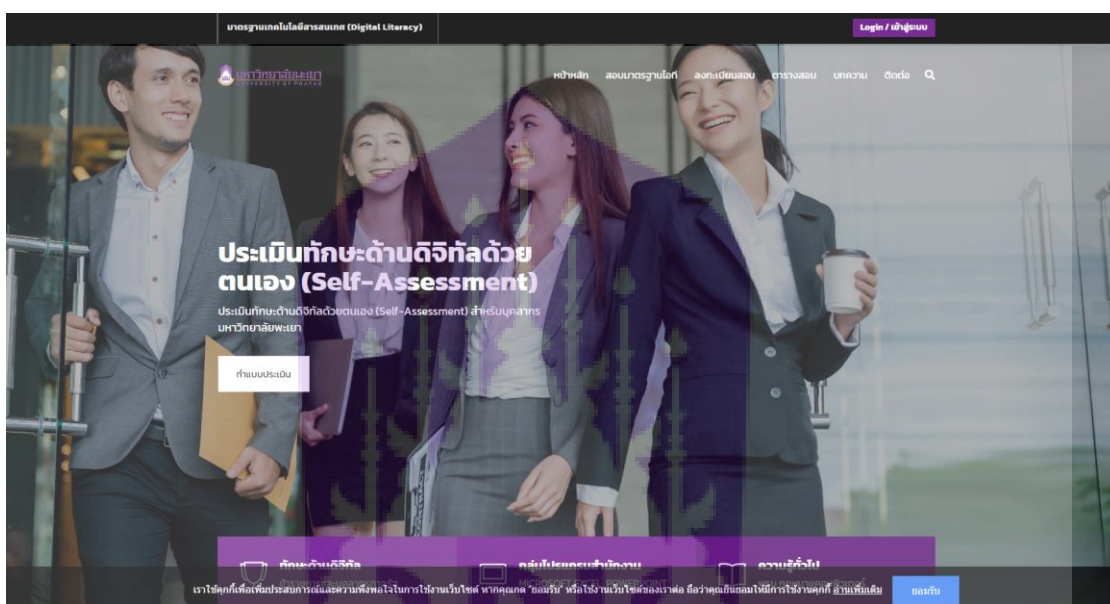 มาตรฐานเทคโนโลยีสารสนเทศ (Digital Literacy)
Login / เข้าสู่ระบบ
มหาวิทยาลัยพะเยา
UNIVERSITY OF PHAYAO
หน้าหลัก สอบมาตรฐานไอที ลงทะเบียนสอบ ตารางสอบ บทความ ติดต่อ
ประเมินทักษะด้านดิจิทัลด้วย
ตนเอง (Self-Assessment)
ประเมินทักษะด้านดิจิทัลด้วยตนเอง (Self-Assessment) สำหรับบุคลากร
มหาวิทยาลัยพะเยา
ทำแบบประเมิน
ทักษะด้านดิจิทัล
กลุ่มโปรแกรมสำนักงาน
ความรู้ทั่วไป
MICROSOFT EXCEL, POWERPOINT
เราใช้คุกกี้เพื่อเพิ่มประสบการณ์และความพึงพอใจในการใช้งานเว็บไซต์ หากคุณกด "ยอมรับ" หรือใช้งานเว็บไซต์ของเราต่อ ถือว่าคุณยินยอมให้มีการใช้งานคุกกี้ อ่านเพิ่มเติม
ยอมรับ